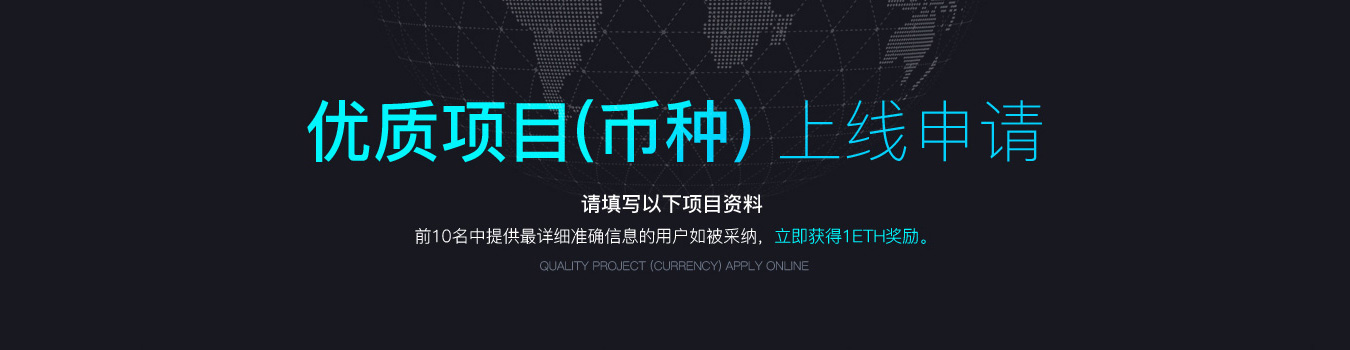 优质项目(币种) 上线申请
请填写以下项目资料
前10名中提供最详细准确信息的用户如被采纳，立即获得1ETH奖励。
QUALITY PROJECT (CURRENCY) APPLY ONLINE